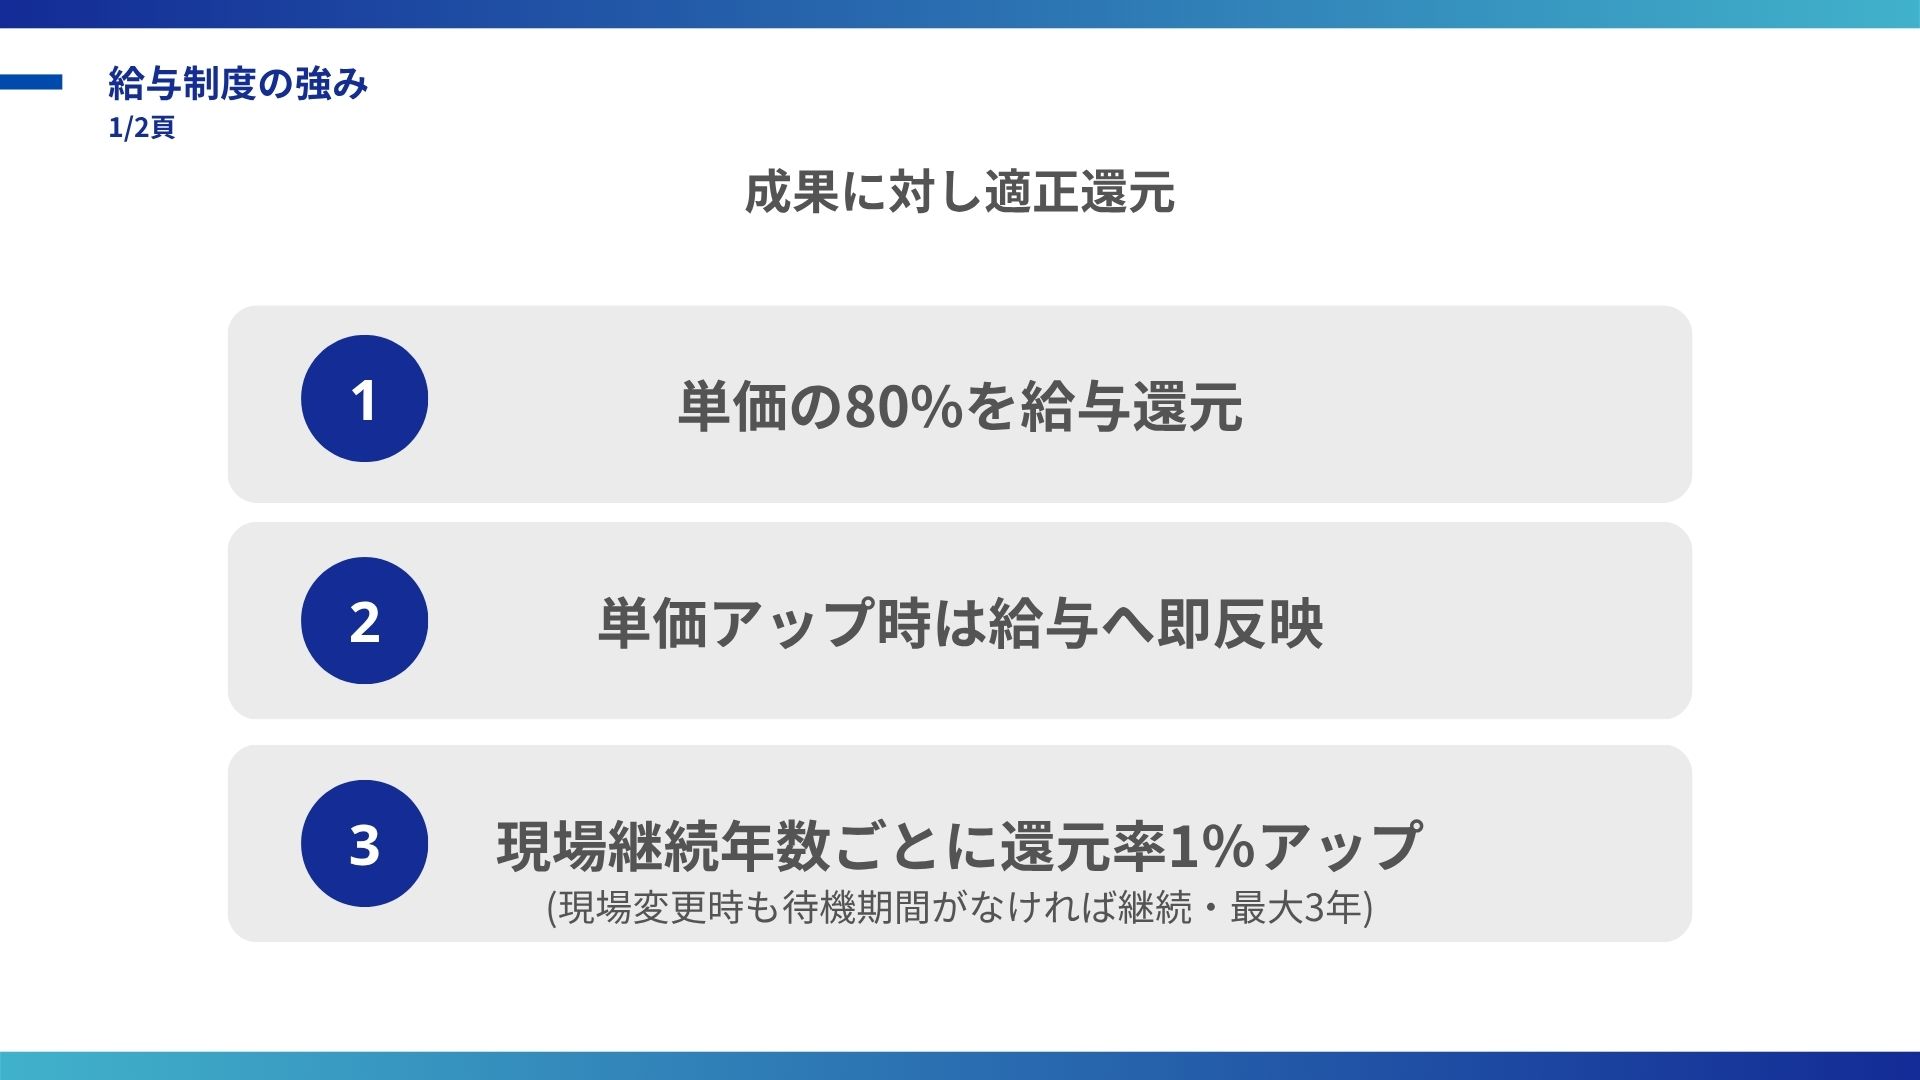 給与制度の強み
1/2頁
成果に対し適正還元
1
単価の80%を給与還元
2
単価アップ時は給与へ即反映
3
現場継続年数ごとに還元率1%アップ
(現場変更時も待機期間がなければ継続・最大3年)